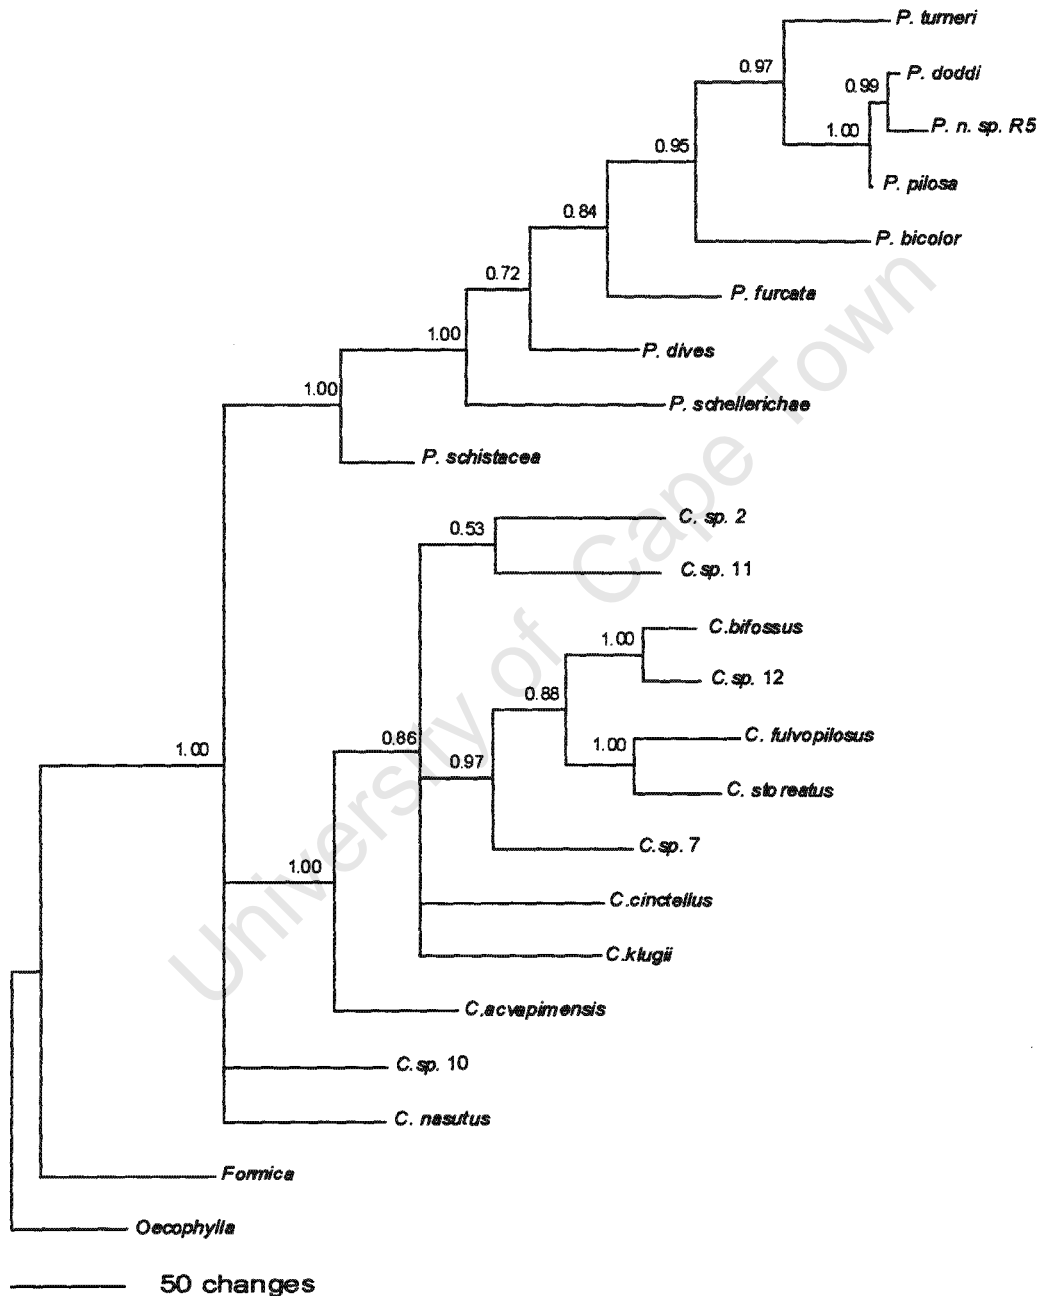 P. turneri
0.97
P. doddi
0.99
P. n. sp. R5
1.00
0.95
P. pilosa
0.84
P. bicolor
0.72
P. furcata
1.00
P. dives
1.00
P. schellerichae
P. schistacea
C. sp. 2
0.53
C.sp. 11
C.bifossus
1.00
C.sp. 12
0.88
C. fulvopilosus
0.86
1.00
1.00
0.97
C. storeatus
C.sp. 7
1.00
C.cinctellus
C.klugii
C.acvapimensis
C.sp. 10
C. nasutus
Formica
Oecophylla
50 changes
University of Cape Town